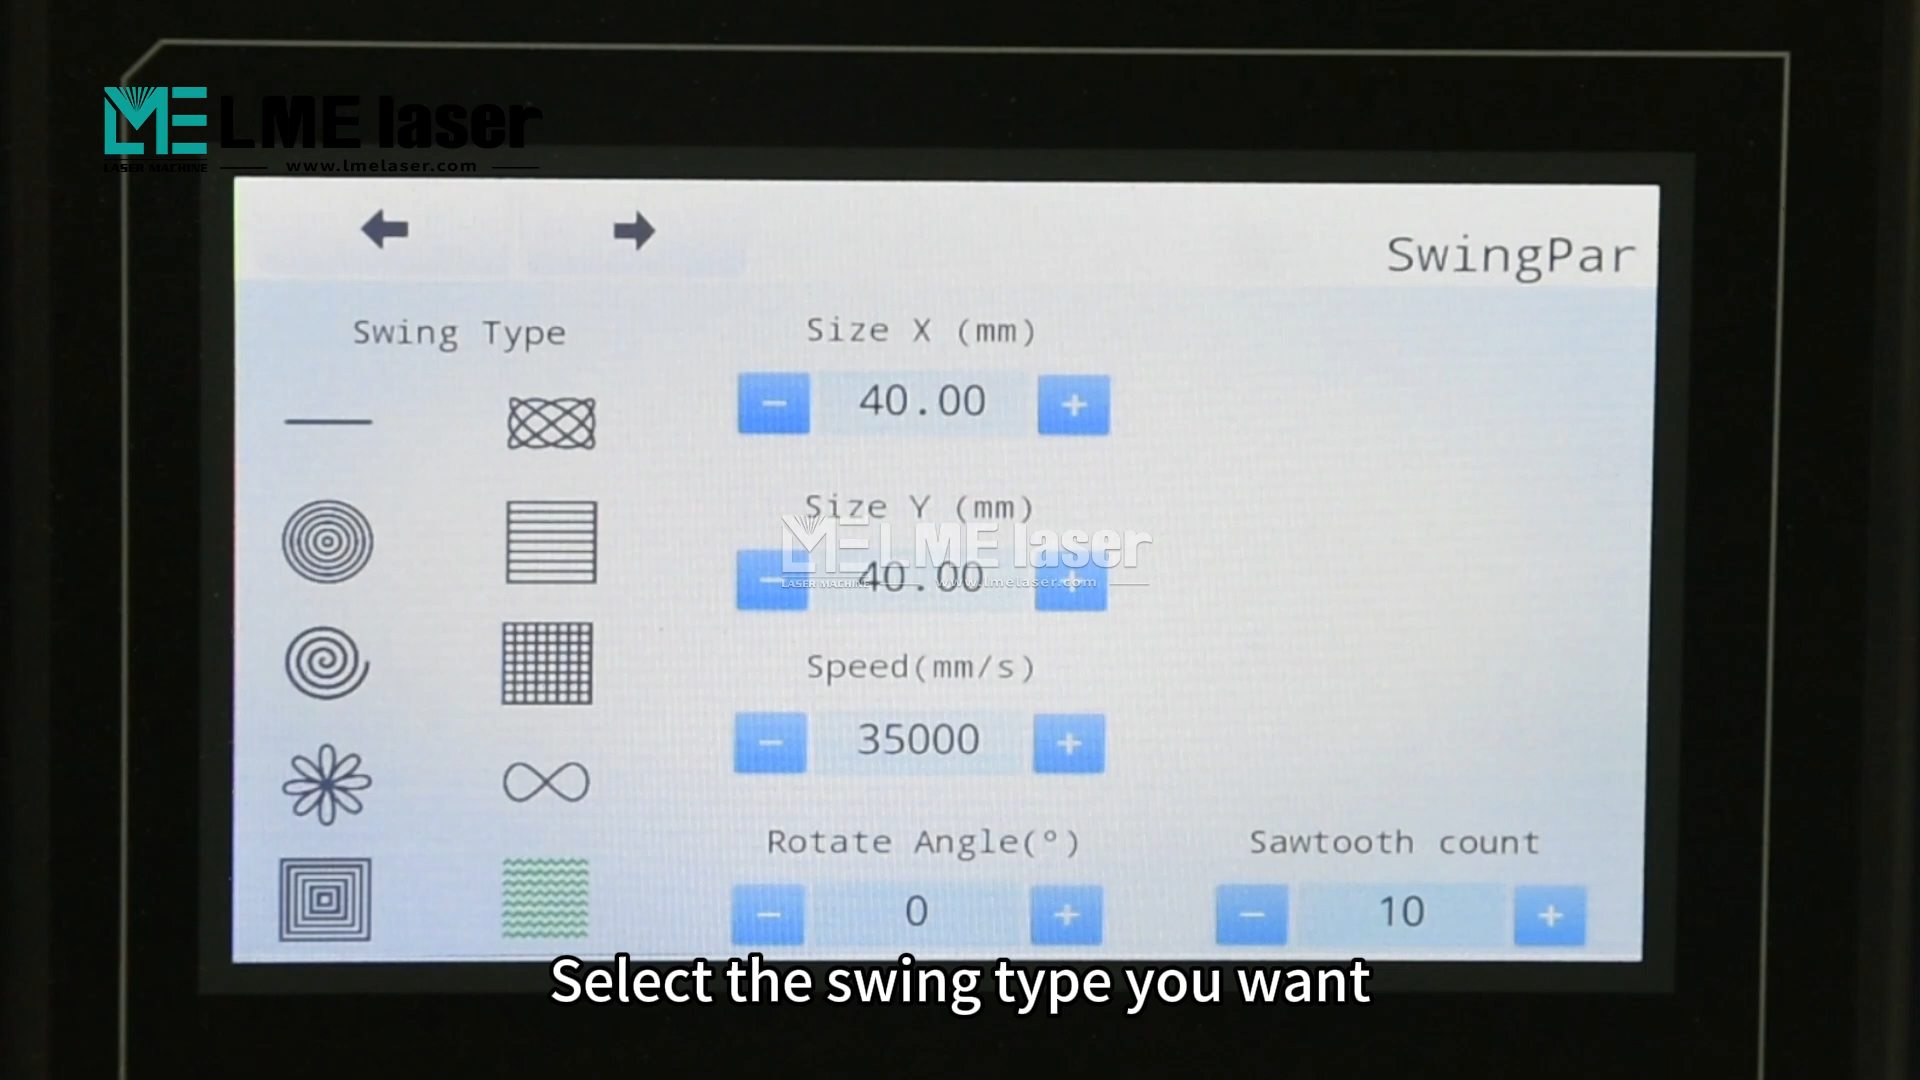 ME LME laser
LASER MACHINE www.lmelaser.com
SwingPar
Swing Type
Size X (mm)
- 40.00 +
Size Y (mm)
ME LME laser
- 40.00 +
LASER MACHINE www.lmelaser.com
Speed(mm/s)
- 35000 +
Rotate Angle(°) Sawtooth count
- 0 + - 10 +
Select the swing type you want